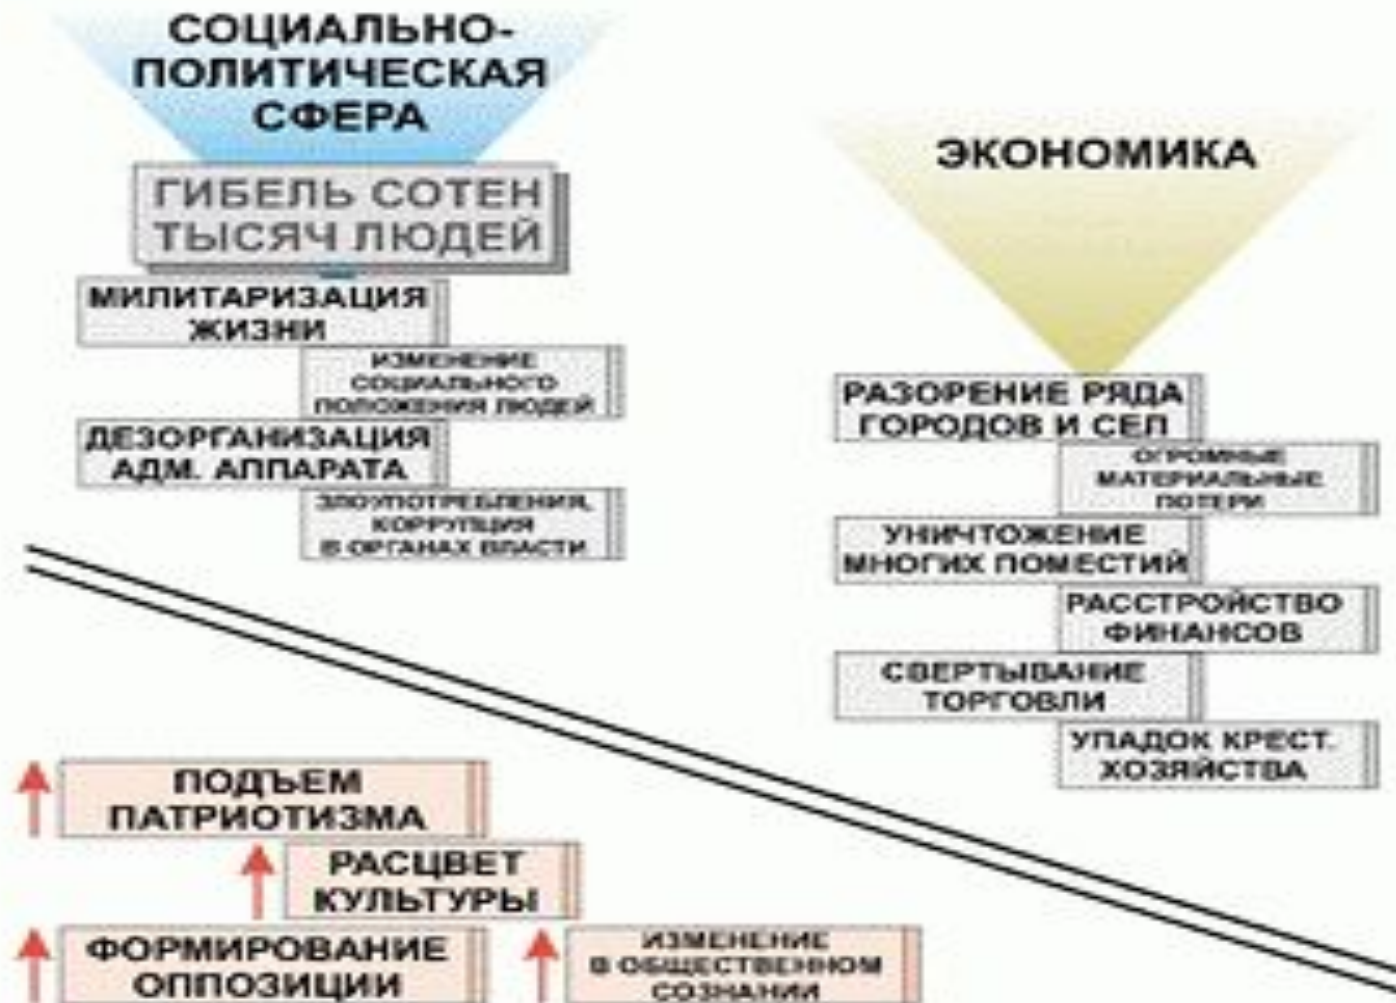 СОЦИАЛЬНО-
ПОЛИТИЧЕСКАЯ
СФЕРА
ГИБЕЛЬ СОТЕН
ТЫСЯЧ ЛЮДЕЙ
МИЛИТАРИЗАЦИЯ
ЖИЗНИ
ИЗМЕНЕНИЕ
СОЦИАЛЬНОГО
ПОЛОЖЕНИЯ ЛЮДЕЙ
ДЕЗОРГАНИЗАЦИЯ
АДМ. АППАРАТА
ЗЛОУПОТРЕБЛЕНИЯ,
КОРРУПЦИЯ
В ОРГАНАХ ВЛАСТИ
ЭКОНОМИКА
РАЗОРЕНИЕ РЯДА
ГОРОДОВ И СЕЛ
ОГРОМНЫЕ
МАТЕРИАЛЬНЫЕ
ПОТЕРИ
УНИЧТОЖЕНИЕ
МНОГИХ ПОМЕСТИЙ
РАССТРОЙСТВО
ФИНАНСОВ
СВЕРТЫВАНИЕ
ТОРГОВЛИ
УПАДОК КРЕСТ.
ХОЗЯЙСТВА
ПОДЪЕМ
ПАТРИОТИЗМА
РАСЦВЕТ
КУЛЬТУРЫ
ФОРМИРОВАНИЕ
ОППОЗИЦИИ
ИЗМЕНЕНИЕ
В ОБЩЕСТВЕННОМ
СОЗНАНИИ